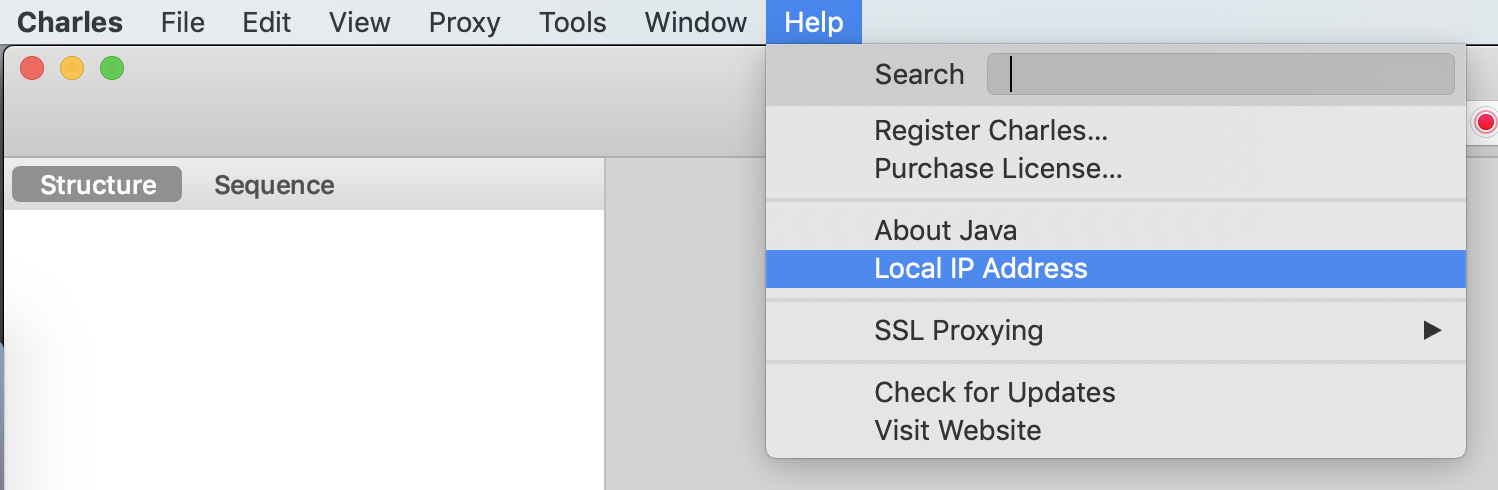 Charles File Edit View Proxy Tools Window Help
Search
Register Charles...
Purchase License...
Structure Sequence
About Java
Local IP Address
SSL Proxying
Check for Updates
Visit Website